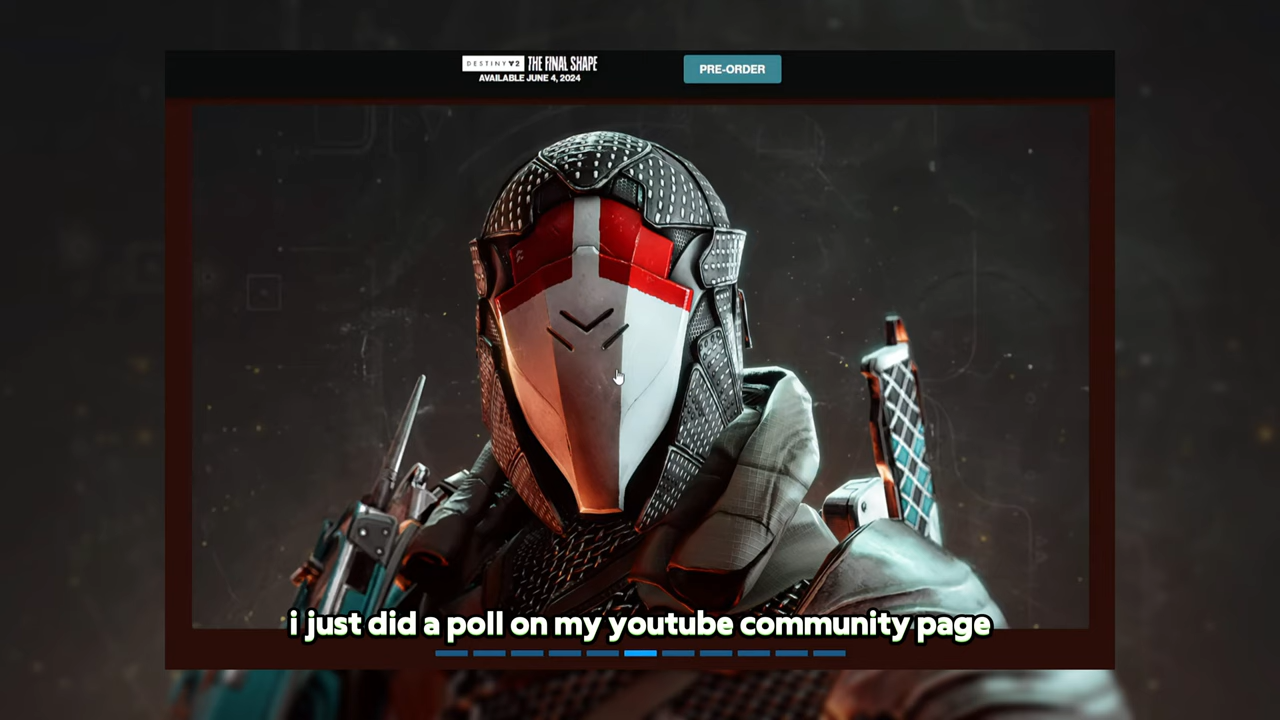 DESTINY 2 THE FINAL SHAPE
AVAILABLE JUNE 4, 2024
PRE-ORDER
i just did a poll on my youtube community page